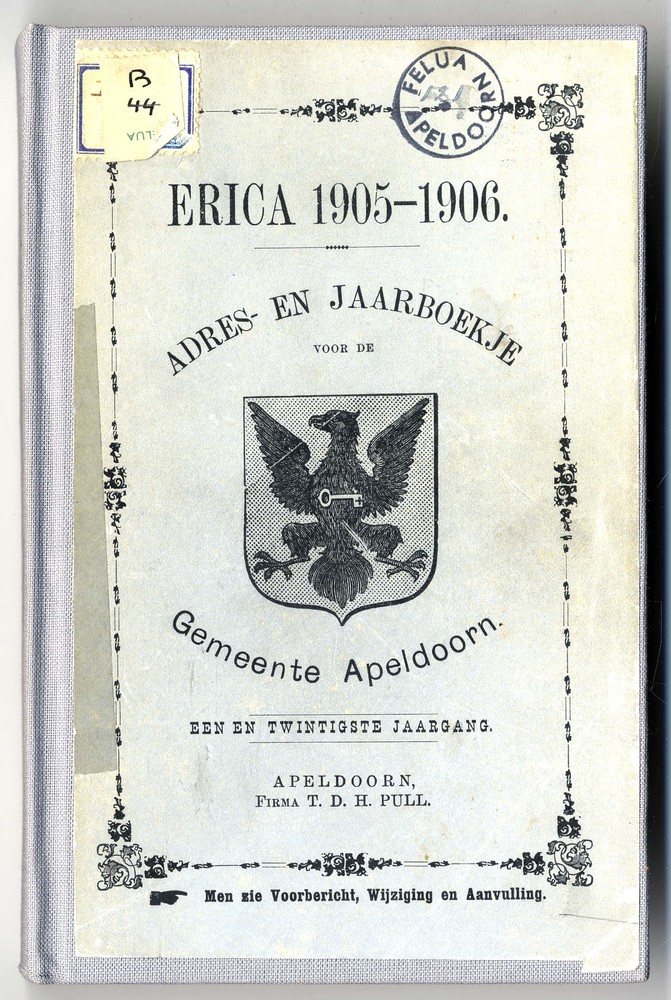 B
44
FELUA NV
APELDOORN
ERICA 1905–1906.
ADRES- EN JAARBOEKJE
VOOR DE
Gemeente Apeldoorn.
EEN EN TWINTIGSTE JAARGANG.
APELDOORN,
FIRMA T. D. H. PULL.
Men zie Voorbericht, Wijziging en Aanvulling.